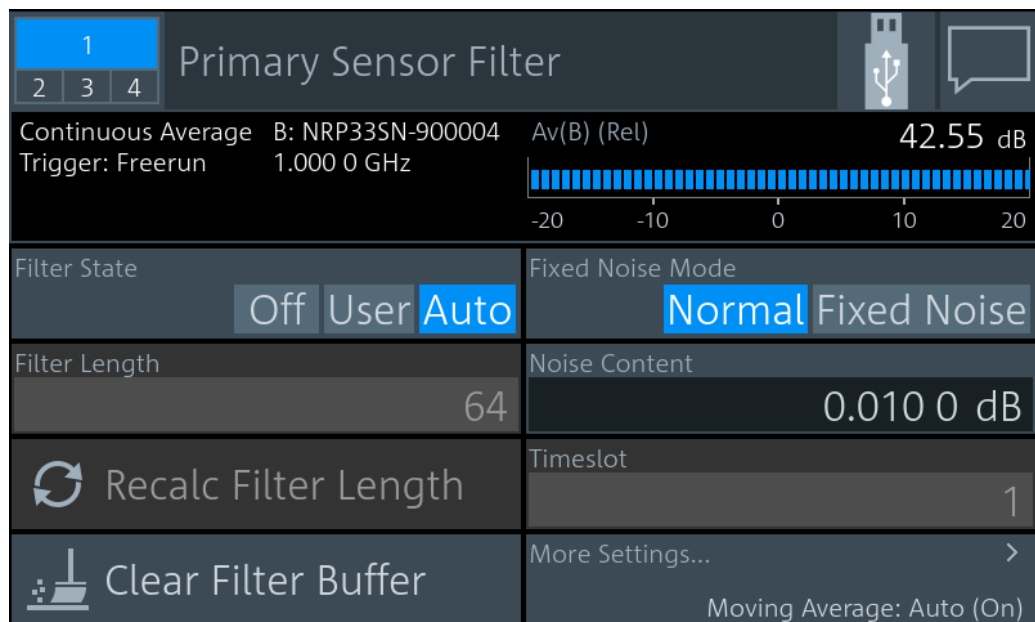 1
2 3 4
Primary Sensor Filter
Continuous Average B: NRP33SN-900004
Trigger: Freerun 1.000 0 GHz
Av(B) (Rel) 42.55 dB
-20 -10 0 10 20
Filter State
Off User Auto
Fixed Noise Mode
Normal Fixed Noise
Filter Length
64
Noise Content
0.010 0 dB
Recalc Filter Length
Timeslot
1
Clear Filter Buffer
More Settings... >
Moving Average: Auto (On)